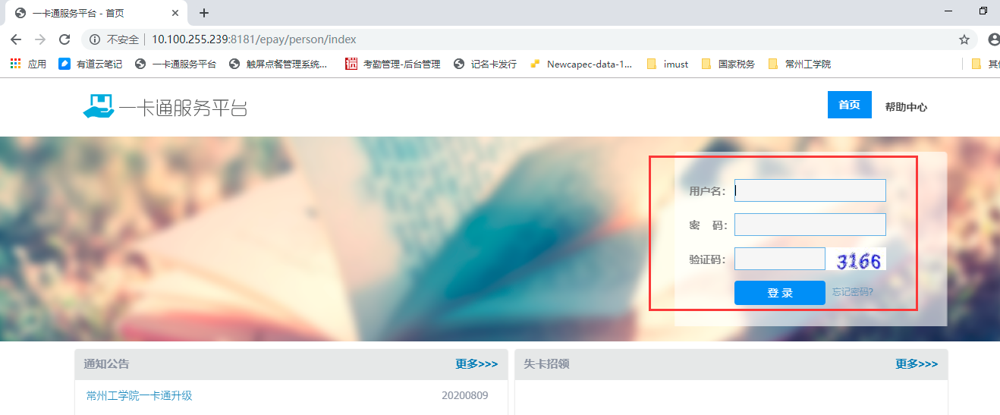 一卡通服务平台 - 首页
不安全 10.100.255.239:8181/epay/person/index
应用 有道云笔记 一卡通服务平台 触屏点餐管理系统... 考勤管理-后台管理 记名卡发行 Newcapec-data-1... imust 国家税务 常州工学院
一卡通服务平台 首页 帮助中心
用户名：
密 码：
验证码： 3166
登 录 忘记密码?
通知公告 更多>>> 失卡招领 更多>>>
常州工学院一卡通升级 20200809